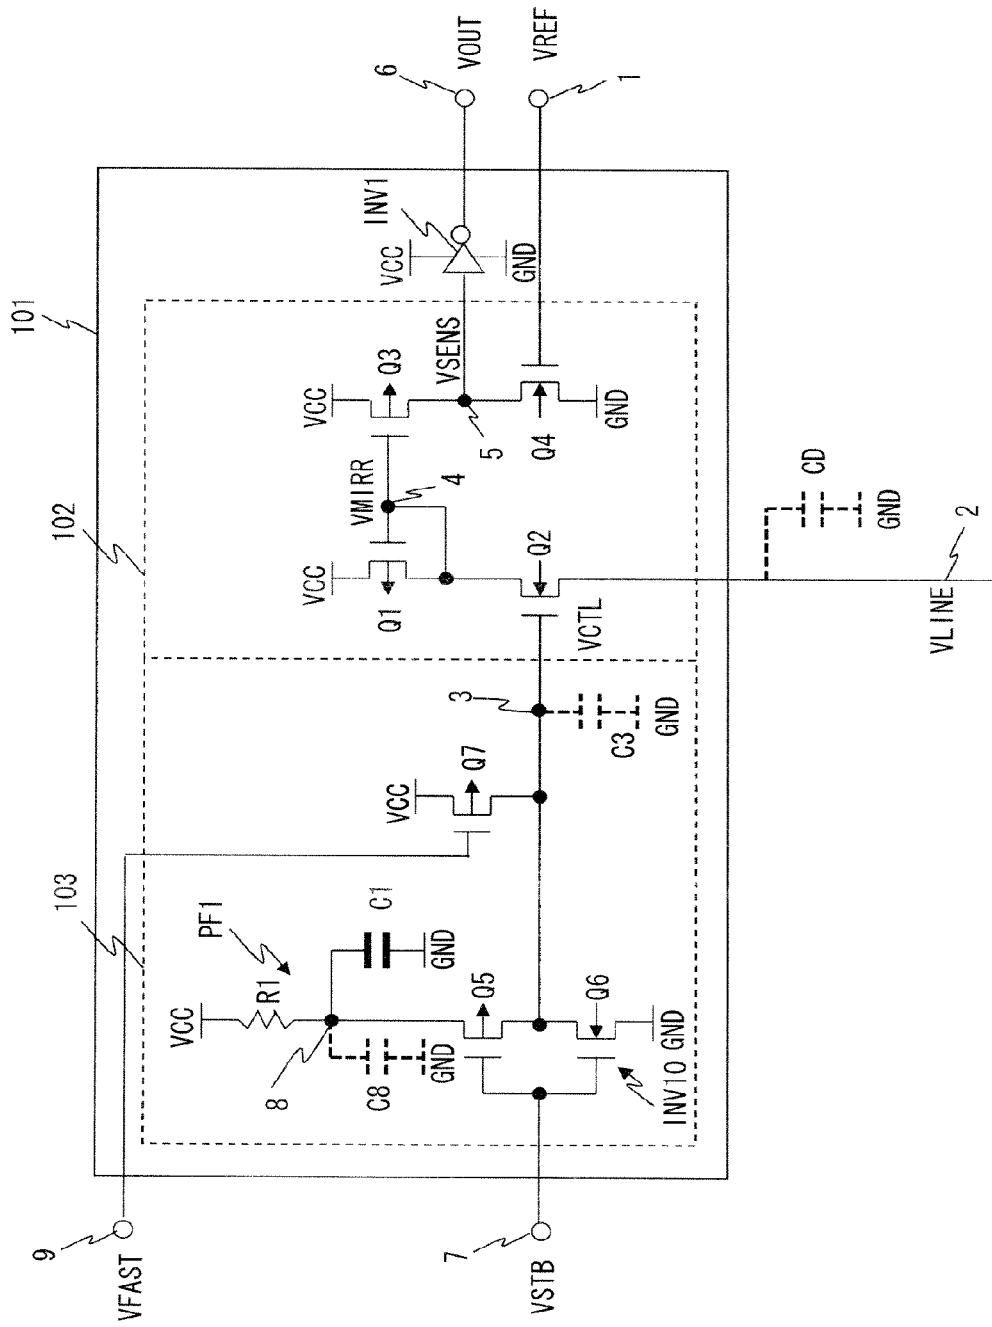 101
102
103
VCC
R1
PF1
8
C8
GND
C1
GND
Q5
Q6
GND
INV10
VCC
Q7
3
C3
GND
VCC
Q1
VMIRR
4
VCC
Q3
VSENS
5
Q4
GND
Q2
VCTL
VCC
INV1
GND
6
VOUT
1
VREF
9
VFAST
7
VSTB
CD
GND
2
VLINE